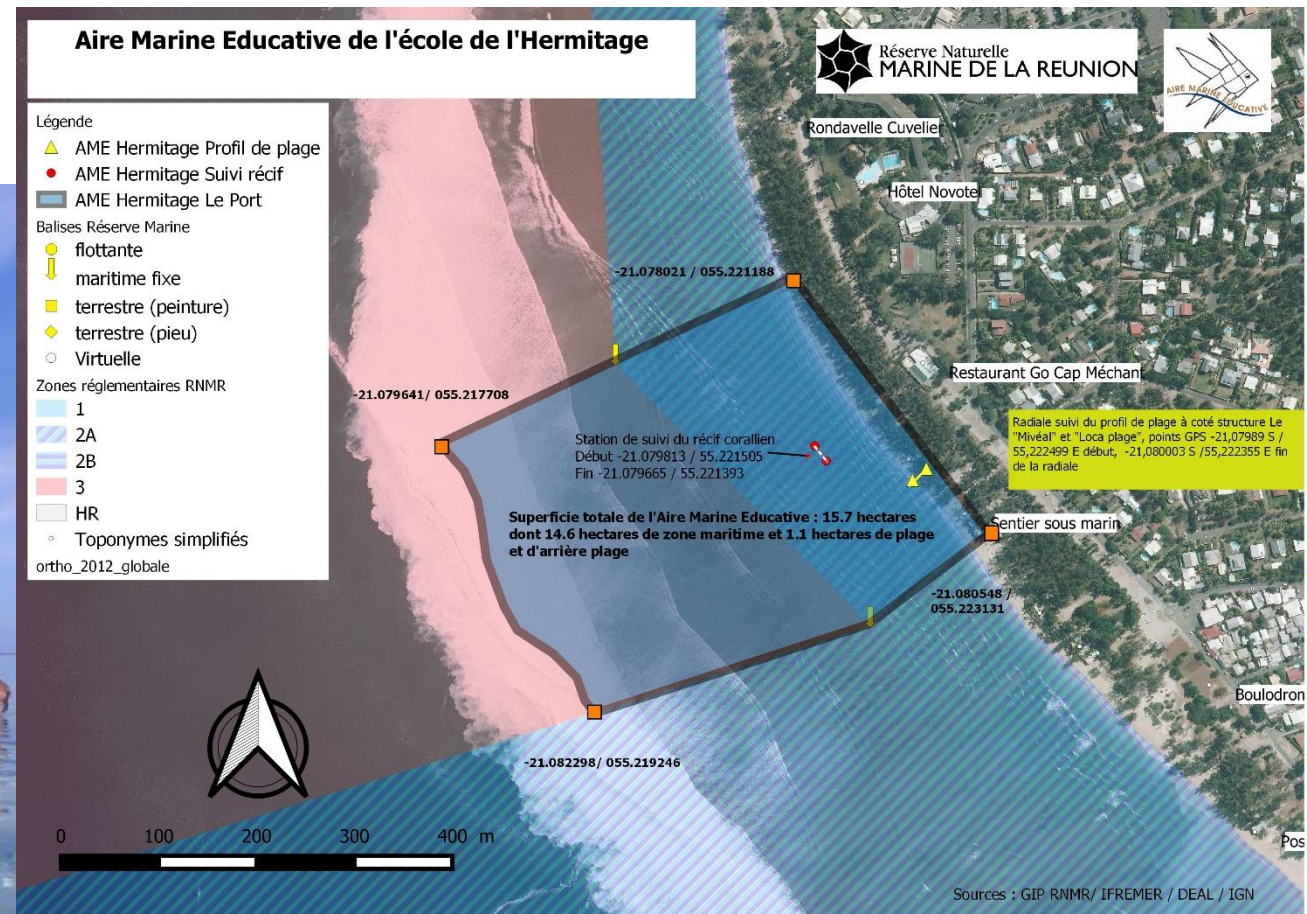 Aire Marine Educative de l'école de l'Hermitage
Réserve Naturelle
MARINE DE LA REUNION
AIRE MARINE EDUCATIVE
Légende
AME Hermitage Profil de plage
AME Hermitage Suivi récif
AME Hermitage Le Port
Balises Réserve Marine
flottante
maritime fixe
terrestre (peinture)
terrestre (pieu)
Virtuelle
Zones réglementaires RNMR
1
2A
2B
3
HR
Toponymes simplifiés
ortho_2012_globale
Rondavelle Cuvelier
Hôtel Novotel
-21.078021 / 055.221188
Restaurant Go Cap Méchant
-21.079641/ 055.217708
Radiale suivi du profil de plage à coté structure Le
"Mivéal" et "Loca plage", points GPS -21,07989 S /
55,222499 E début, -21,080003 S /55,222355 E fin
de la radiale
Station de suivi du récif corallien
Début -21.079813 / 55.221505
Fin -21.079665 / 55.221393
Superficie totale de l'Aire Marine Educative : 15.7 hectares
dont 14.6 hectares de zone maritime et 1.1 hectares de plage
et d'arrière plage
Sentier sous marin
-21.080548 /
055.223131
Boulodron
-21.082298/ 055.219246
0 100 200 300 400 m
Pos
Sources : GIP RNMR/ IFREMER / DEAL / IGN